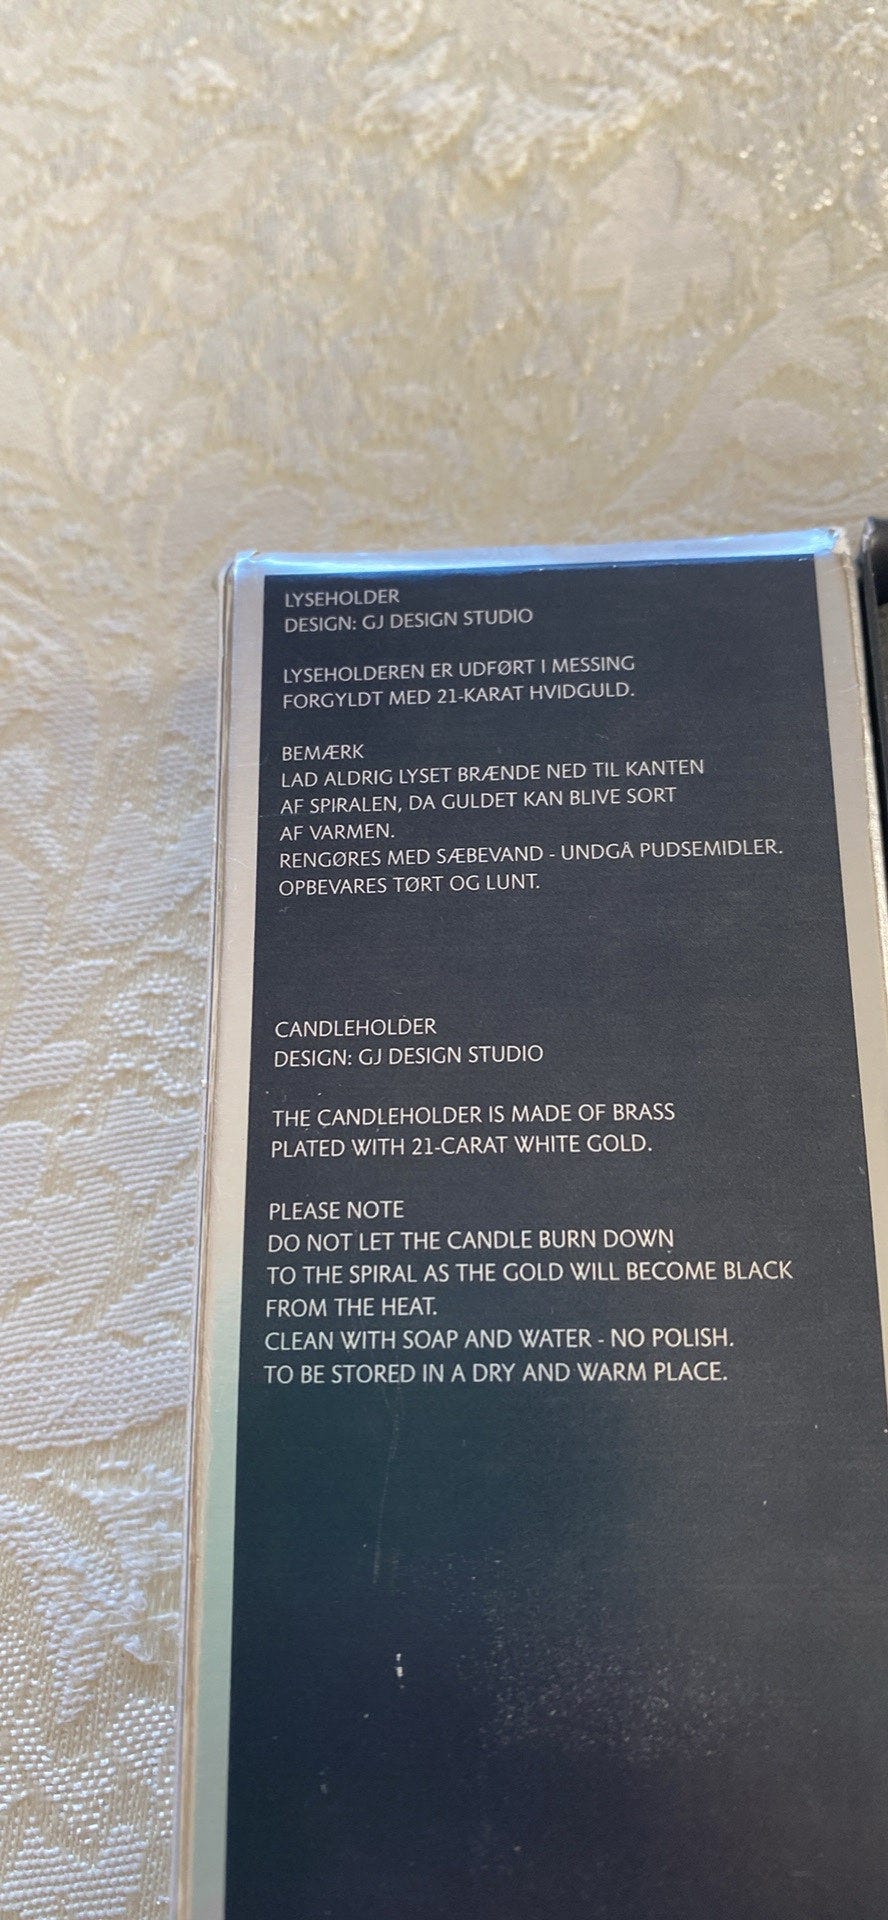 LYSEHOLDER
DESIGN: GJ DESIGN STUDIO
LYSEHOLDEREN ER UDFØRT I MESSING
FORGYLDT MED 21-KARAT HVIDGULD.
BEMÆRK
LAD ALDRIG LYSET BRÆNDE NED TIL KANTEN
AF SPIRALEN, DA GULDET KAN BLIVE SORT
AF VARMEN.
RENGØRES MED SÆBEVAND - UNDGÅ PUDSEMIDLER.
OPBEVARES TØRT OG LUNT.
CANDLEHOLDER
DESIGN: GJ DESIGN STUDIO
THE CANDLEHOLDER IS MADE OF BRASS
PLATED WITH 21-CARAT WHITE GOLD.
PLEASE NOTE
DO NOT LET THE CANDLE BURN DOWN
TO THE SPIRAL AS THE GOLD WILL BECOME BLACK
FROM THE HEAT.
CLEAN WITH SOAP AND WATER - NO POLISH.
TO BE STORED IN A DRY AND WARM PLACE.